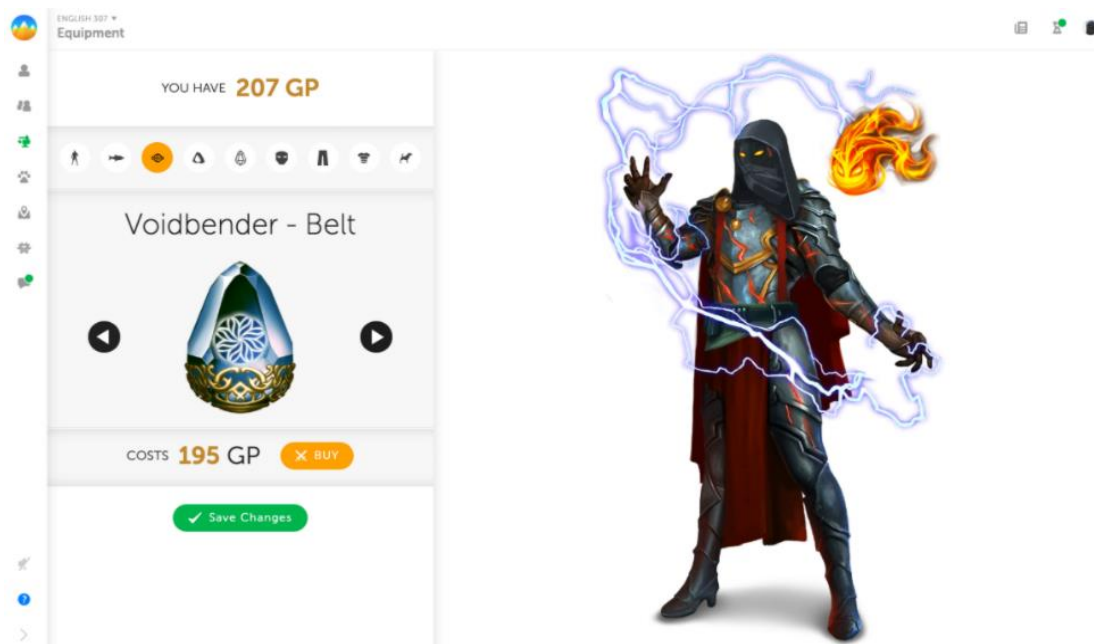 ENGLISH 307
Equipment
YOU HAVE 207 GP
Voidbender - Belt
COSTS 195 GP
BUY
Save Changes
?